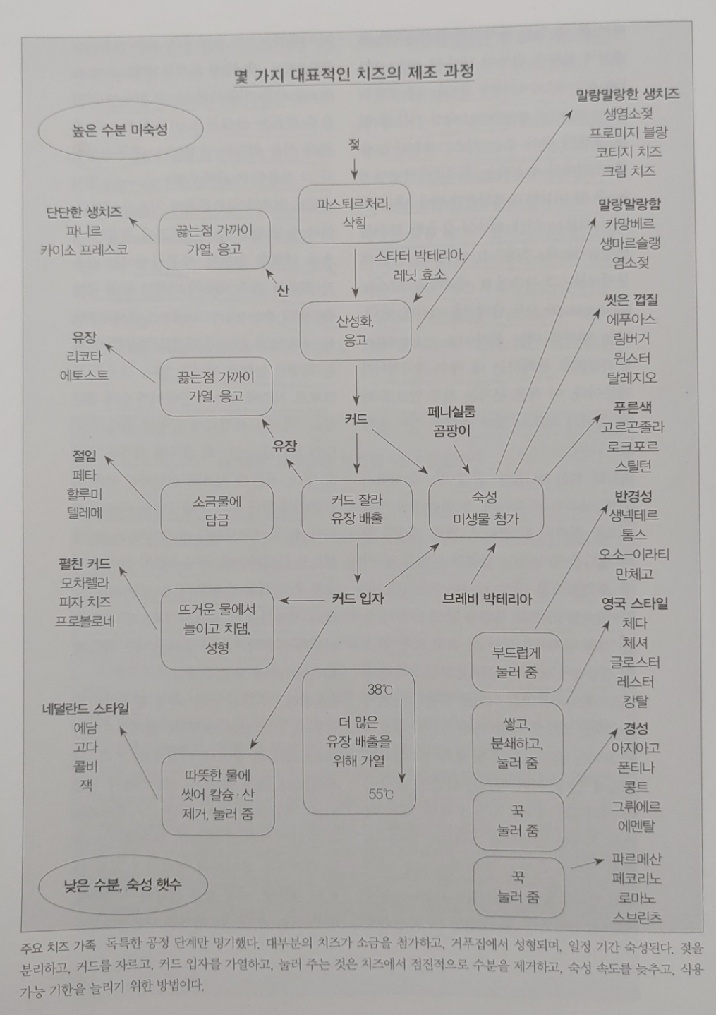 몇 가지 대표적인 치즈의 제조 과정
높은 수분 미숙성
젖
파스퇴르처리,
삭힘
스타터 박테리아,
레닛 효소
산성화,
응고
말랑말랑한 생치즈
생염소젖
프로마지 블랑
코티지 치즈
크림 치즈
단단한 생치즈
파니르
카이소 프레스코
끓는점 가까이
가열, 응고
산
말랑말랑함
카망베르
생마르슬랭
염소젖
씻은 껍질
에푸아스
림버거
뮌스터
탈레지오
유장
리코타
예토스트
끓는점 가까이
가열, 응고
유장
커드
페니실룸
곰팡이
푸른색
고르곤졸라
로크포르
스틸턴
절임
페타
할루미
텔레메
소금물에
담금
커드 잘라
유장 배출
숙성
미생물 첨가
반경성
생넥테르
톰스
오소-이라티
만체고
펼친 커드
모차렐라
피자 치즈
프로볼로네
뜨거운 물에서
늘이고 치댐,
성형
커드 입자
브레비 박테리아
부드럽게
눌러 줌
영국 스타일
체다
체셔
글로스터
레스터
캉탈
38℃
더 많은
유장 배출을
위해 가열
55℃
쌓고,
분쇄하고,
눌러 줌
네덜란드 스타일
에담
고다
콜비
잭
따뜻한 물에
씻어 칼슘·산
제거, 눌러 줌
꾹
눌러 줌
경성
아지아고
폰티나
콩트
그뤼에르
에멘탈
꾹
눌러 줌
파르메산
페코리노
로마노
스브린츠
낮은 수분, 숙성 햇수
주요 치즈 가족 독특한 공정 단계만 명기했다. 대부분의 치즈가 소금을 첨가하고, 거푸집에서 성형되며, 일정 기간 숙성된다. 젖을
분리하고, 커드를 자르고, 커드 입자를 가열하고, 눌러 주는 것은 치즈에서 점진적으로 수분을 제거하고, 숙성 속도를 늦추고, 식용
가능 기한을 늘리기 위한 방법이다.